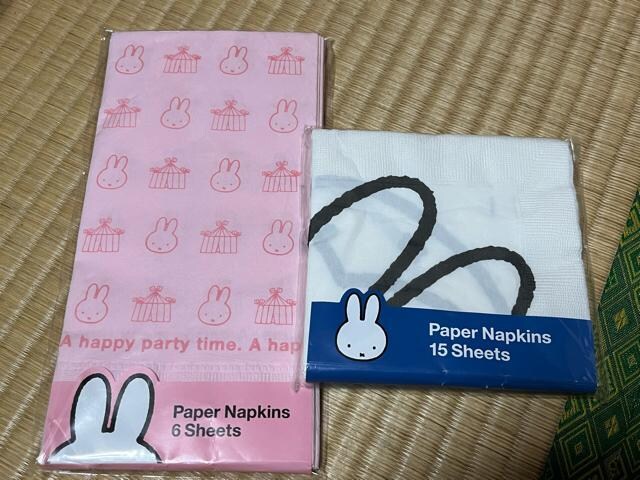 A happy party time. A hap
Paper Napkins
6 Sheets
Paper Napkins
15 Sheets